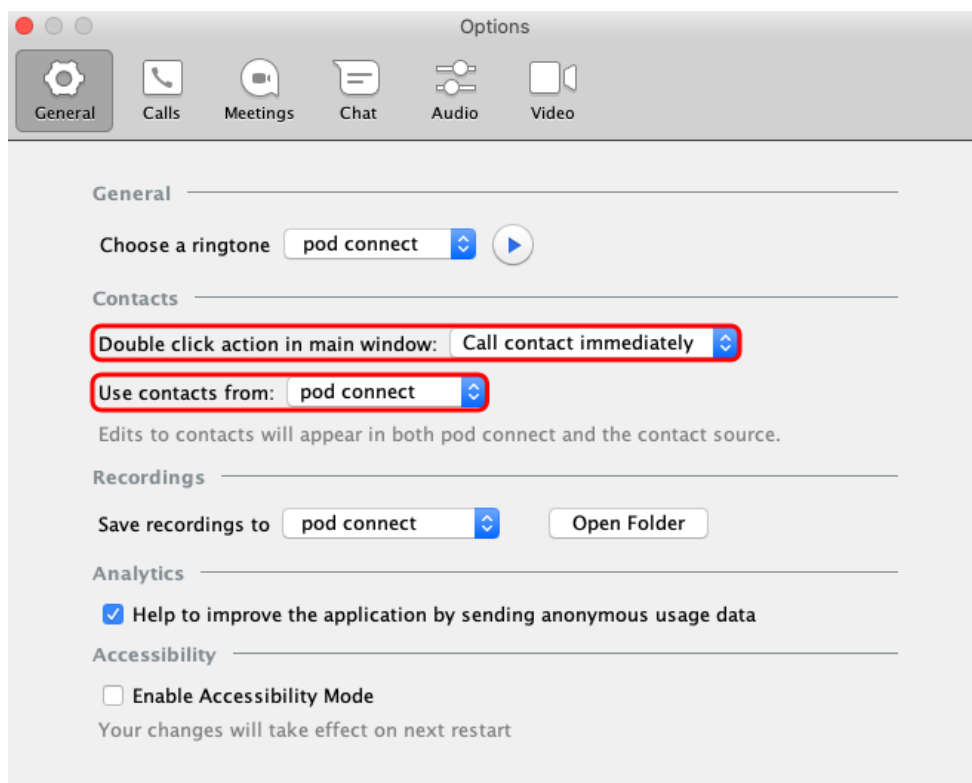 Options
General Calls Meetings Chat Audio Video
General
Choose a ringtone pod connect
Contacts
Double click action in main window: Call contact immediately
Use contacts from: pod connect
Edits to contacts will appear in both pod connect and the contact source.
Recordings
Save recordings to pod connect Open Folder
Analytics
Help to improve the application by sending anonymous usage data
Accessibility
Enable Accessibility Mode
Your changes will take effect on next restart